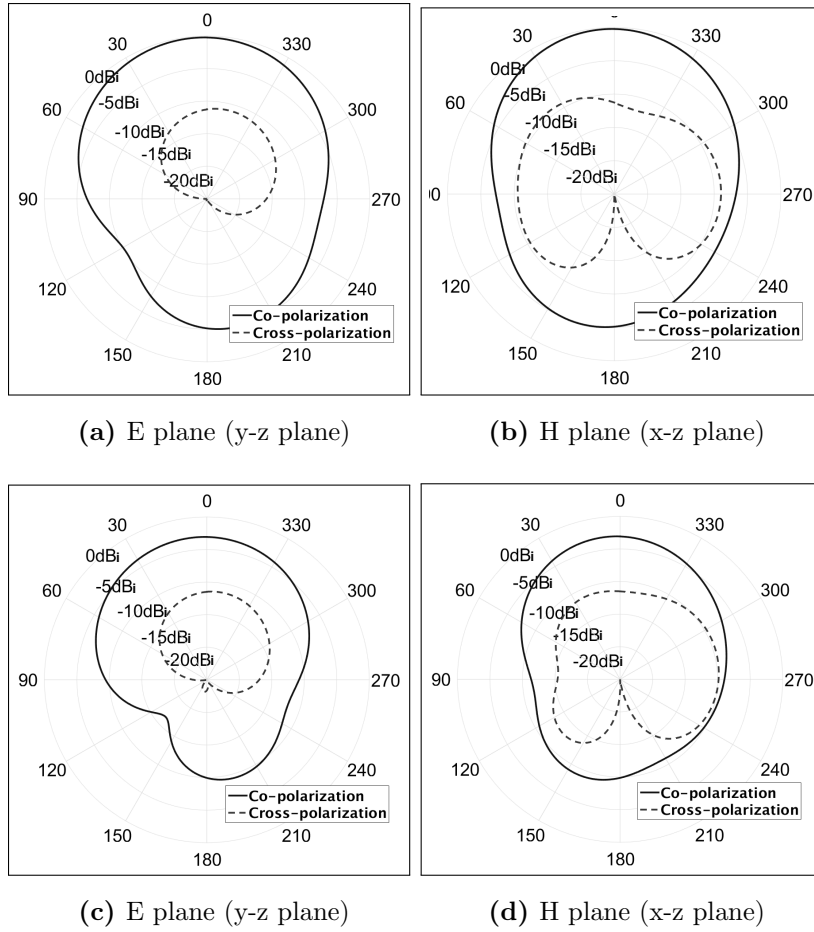 0
30
330
0dBi
-5dBi
60
300
-10dBi
-15dBi
-20dBi
90
270
120
240
Co-polarization
Cross-polarization
150
210
180
30
330
0dBi
-5dBi
60
300
-10dBi
-15dBi
-20dBi
270
120
240
Co-polarization
Cross-polarization
150
210
180
(a) E plane (y-z plane)
(b) H plane (x-z plane)
0
30
330
0dBi
-5dBi
60
300
-10dBi
-15dBi
-20dBi
90
270
120
240
Co-polarization
Cross-polarization
150
210
180
0
30
330
0dBi
-5dBi
60
300
-10dBi
-15dBi
-20dBi
90
270
120
240
Co-polarization
Cross-polarization
150
210
180
(c) E plane (y-z plane)
(d) H plane (x-z plane)